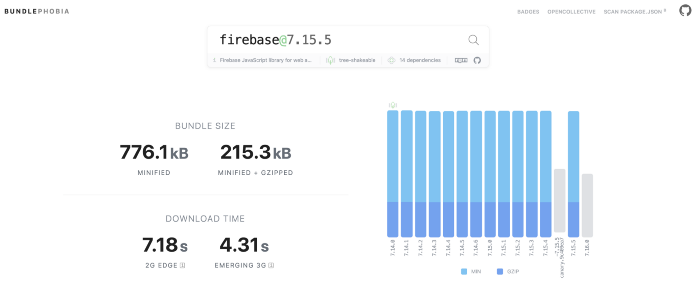 BUNDLEPHOBIA
BADGES OPENCOLLECTIVE SCAN PACKAGE.JSON
firebase@7.15.5
Firebase JavaScript library for web a... tree-shakeable 14 dependencies
BUNDLE SIZE
776.1 kB 215.3 kB
MINIFIED MINIFIED + GZIPPED
DOWNLOAD TIME
7.18 s 4.31 s
2G EDGE EMERGING 3G
7.14.0 7.14.1 7.14.2 7.14.3 7.14.4 7.14.5 7.14.6 7.15.0 7.15.1 7.15.2 7.15.3 7.15.4 7.15.5 7.16.0
MIN GZIP